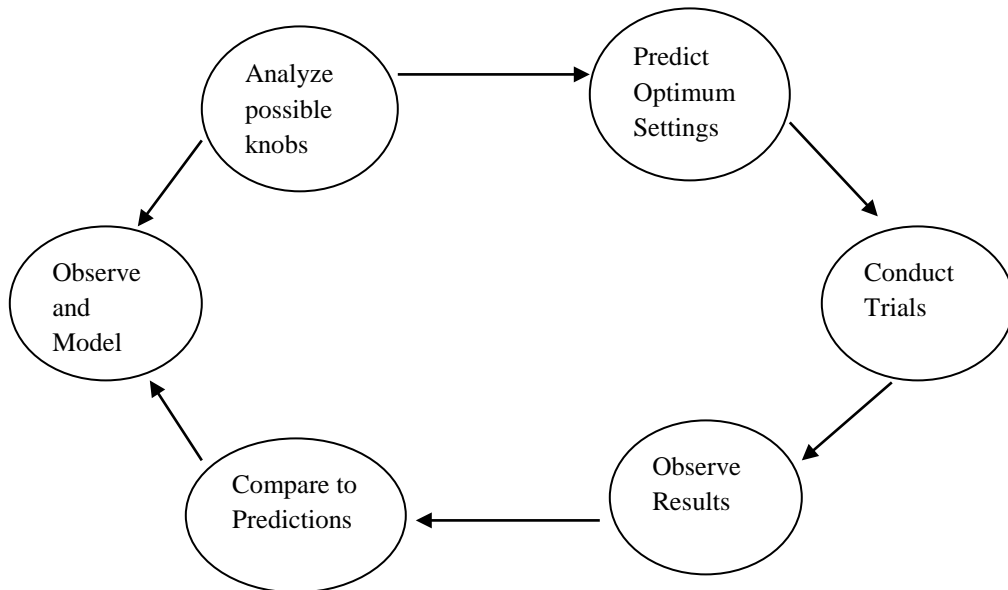 Analyze
possible
knobs
Predict
Optimum
Settings
Conduct
Trials
Observe
Results
Compare to
Predictions
Observe
and
Model